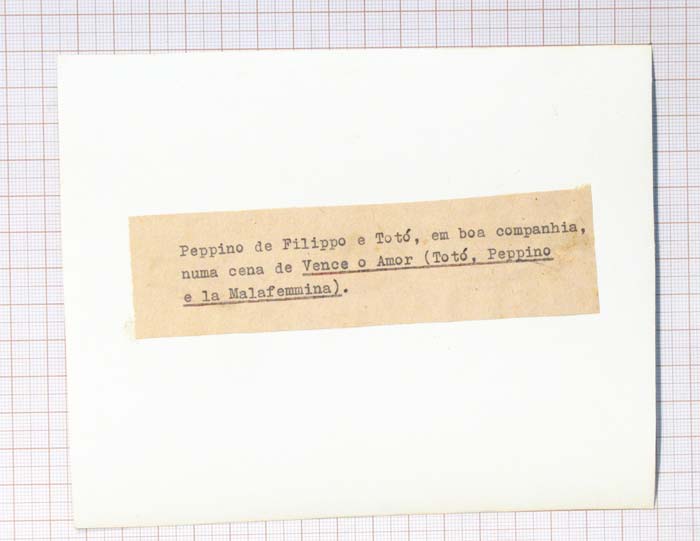 Peppino de Filippo e Totó, em boa companhia,
numa cena de Vence o Amor (Totó, Peppino
e la Malafemmina).